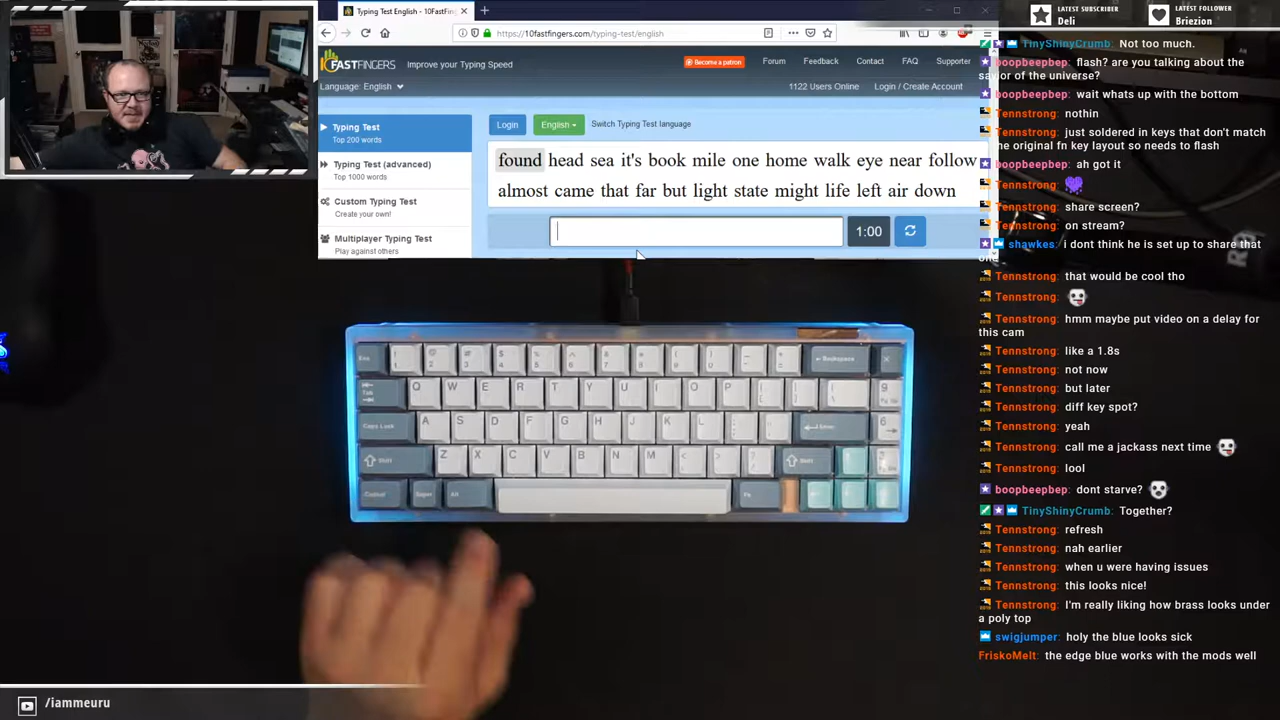 Typing Test English - 10FastFing
https://10fastfingers.com/typing-test/english
10FASTFINGERS Improve your Typing Speed
Become a patron Forum Feedback Contact FAQ Supporter
Language: English
1122 Users Online Login / Create Account
Typing Test
Top 200 words
Typing Test (advanced)
Top 1000 words
Custom Typing Test
Create your own!
Multiplayer Typing Test
Play against others
Login English Switch Typing Test language
found head sea it's book mile one home walk eye near follow
almost came that far but light state might life left air down
1:00
LATEST SUBSCRIBER
Deli
LATEST FOLLOWER
Briezion
TinyShinyCrumb: Not too much.
boopbeepbep: flash? are you talking about the
savior of the universe?
boopbeepbep: wait whats up with the bottom
Tennstrong: nothin
Tennstrong: just soldered in keys that don't match
the original fn key layout so needs to flash
boopbeepbep: ah got it
Tennstrong:
Tennstrong: share screen?
Tennstrong: on stream?
shawkes: i dont think he is set up to share that
one
Tennstrong: that would be cool tho
Tennstrong:
Tennstrong: hmm maybe put video on a delay for
this cam
Tennstrong: like a 1.8s
Tennstrong: not now
Tennstrong: but later
Tennstrong: diff key spot?
Tennstrong: yeah
Tennstrong: call me a jackass next time
Tennstrong: lool
boopbeepbep: dont starve?
TinyShinyCrumb: Together?
Tennstrong: refresh
Tennstrong: nah earlier
Tennstrong: when u were having issues
Tennstrong: this looks nice!
Tennstrong: I'm really liking how brass looks under
a poly top
swigjumper: holy the blue looks sick
FriskoMelt: the edge blue works with the mods well
Esc ! @ # $ % Backspace
Tab Q W E R T Y U I O P
Caps Lock A S D F G H J K L Enter
Shift Z X C V B N M < > ? Shift
Control Super Alt Fn
/iammeuru